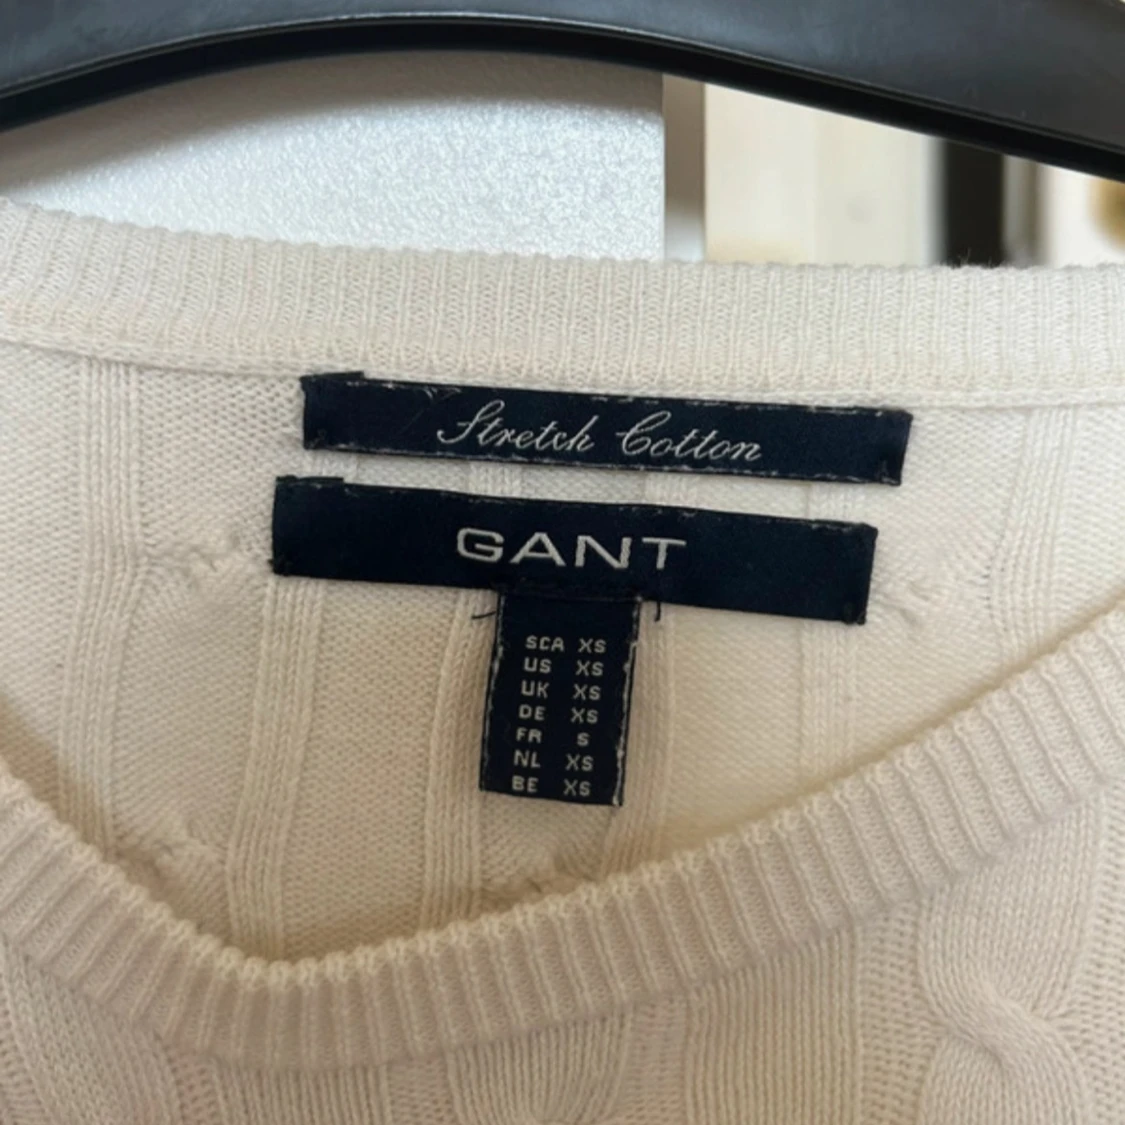 Stretch Cotton
GANT
SCA XS
US XS
UK XS
DE XS
FR S
NL XS
BE XS